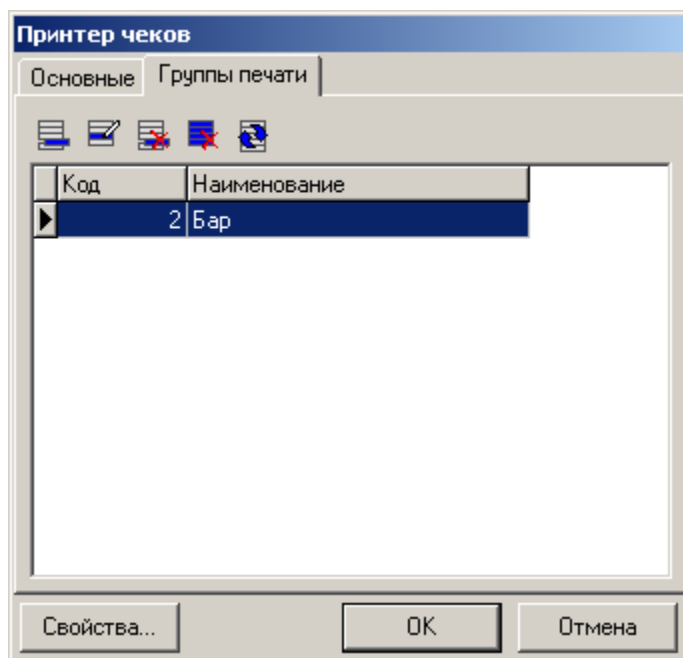 Принтер чеков
Основные Группы печати
Код Наименование
2 Бар
Свойства... OK Отмена